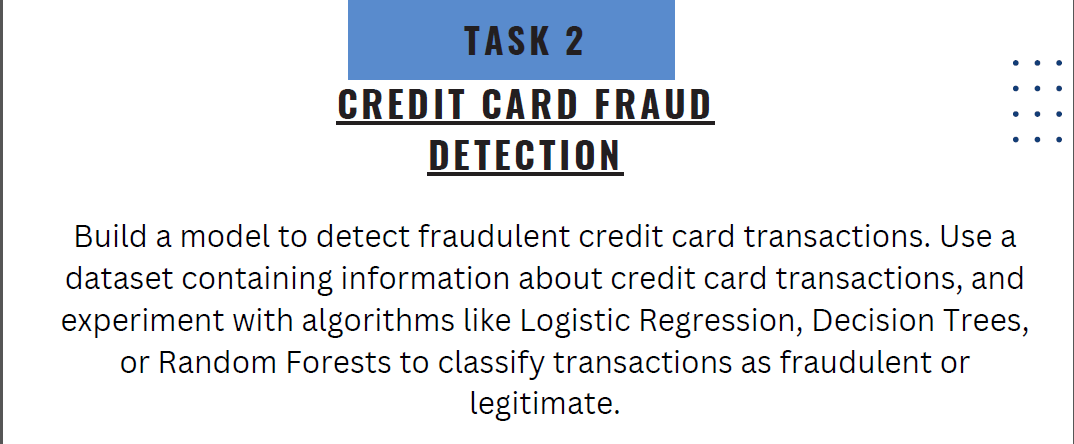 TASK 2
CREDIT CARD FRAUD
DETECTION
Build a model to detect fraudulent credit card transactions. Use a
dataset containing information about credit card transactions, and
experiment with algorithms like Logistic Regression, Decision Trees,
or Random Forests to classify transactions as fraudulent or
legitimate.